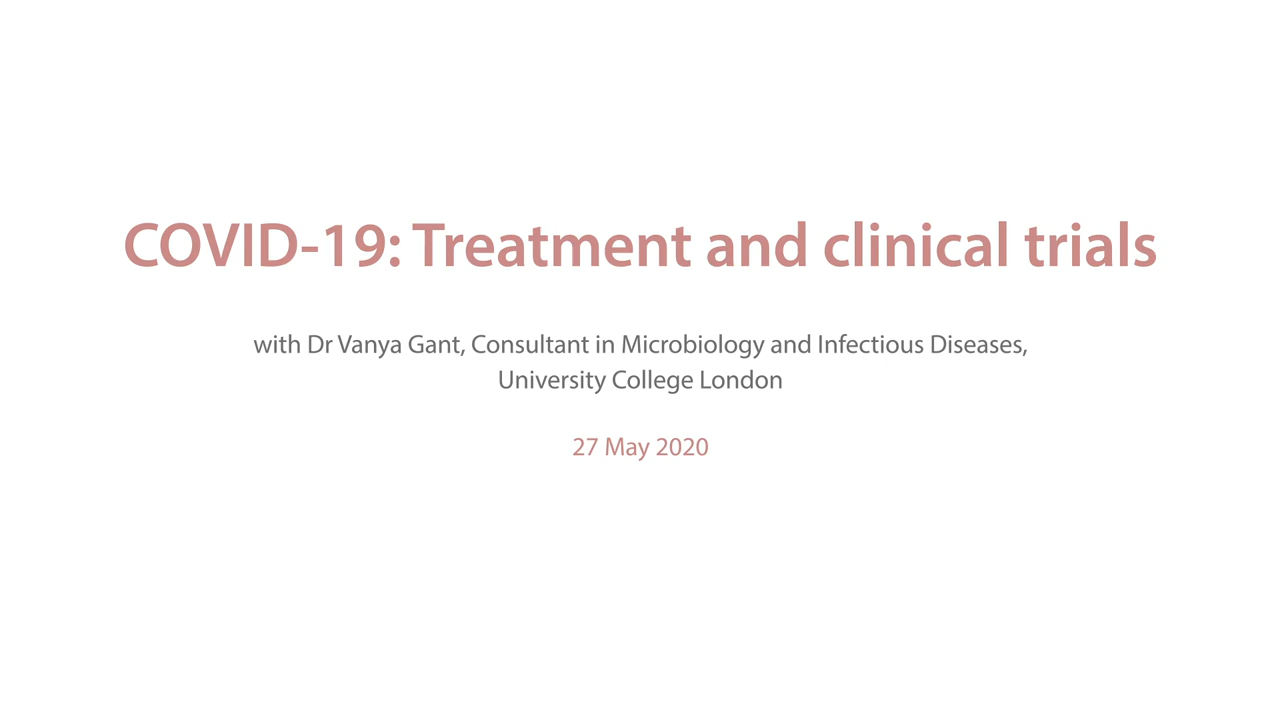 COVID-19: Treatment and clinical trials
with Dr Vanya Gant, Consultant in Microbiology and Infectious Diseases,
University College London
27 May 2020